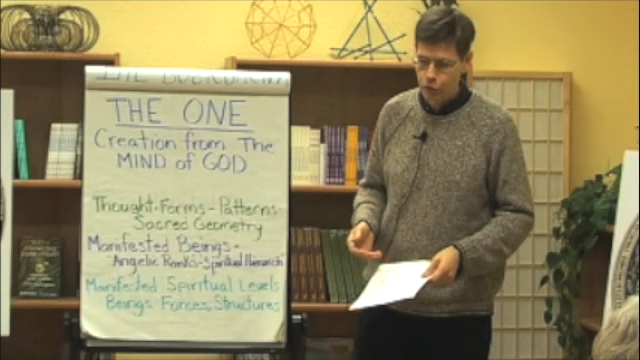 THE ONE
Creation from The
MIND of GOD
Thought-Forms - Patterns
Sacred Geometry
Manifested Beings -
"Angelic Ranks - Spiritual Hierarch"
Manifested Spiritual Levels
Beings, Forces, Structures